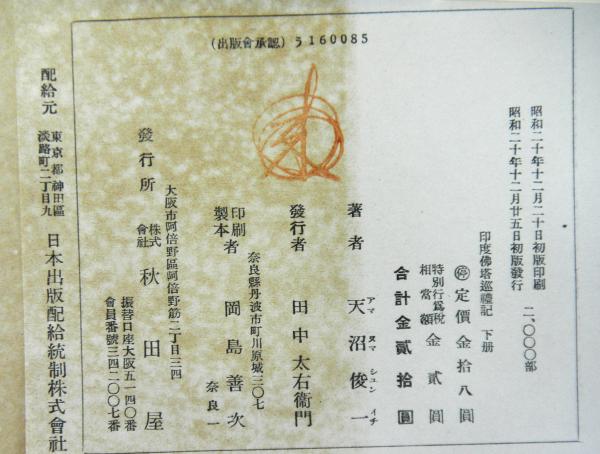 (出版會承認)う160085
昭和二十年十二月二十日初版印刷
昭和二十年十二月廿五日初版發行 二、〇〇〇部
印度佛塔巡禮記 下册
停 定價金拾八圓
特別行爲税相當額 金貳圓
合計金貳拾圓
著者 天沼俊一
アマ ヌマ シュン イチ
發行者 田中太右衞門
奈良縣丹波市町川原城三〇七
印刷製本者 岡島善次
奈良一
大阪市阿倍野區阿倍野筋二丁目三四
發行所 株式會社 秋田屋
振替口座大阪五一四〇番
會員番號三四二〇〇七番
配給元 東京都神田區淡路町二丁目九 日本出版配給統制株式會社